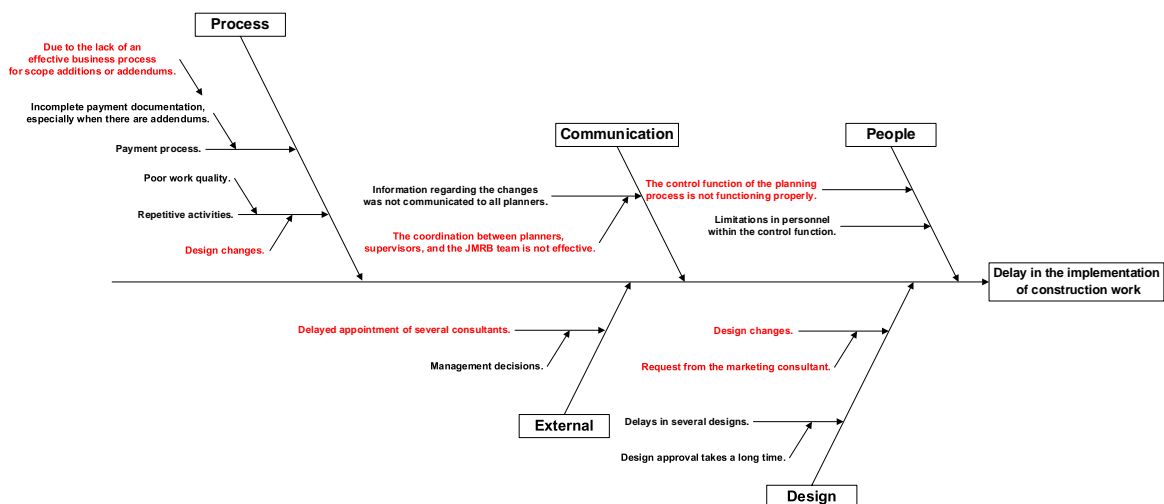 Process
Due to the lack of an
effective business process
for scope additions or addendums.
Incomplete payment documentation,
especially when there are addendums.
Payment process.
Poor work quality.
Repetitive activities.
Design changes.
Communication
Information regarding the changes
was not communicated to all planners.
The coordination between planners,
supervisors, and the JMRB team is not effective.
People
The control function of the planning
process is not functioning properly.
Limitations in personnel
within the control function.
Delay in the implementation
of construction work
Delayed appointment of several consultants.
Management decisions.
External
Design changes.
Request from the marketing consultant.
Delays in several designs.
Design approval takes a long time.
Design